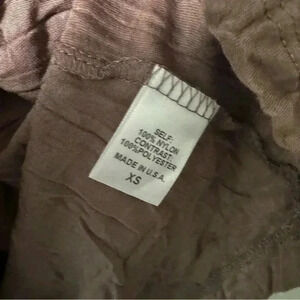 SELF:
100% NYLON
CONTRAST:
100%POLYESTER
MADE IN U.S.A.
XS